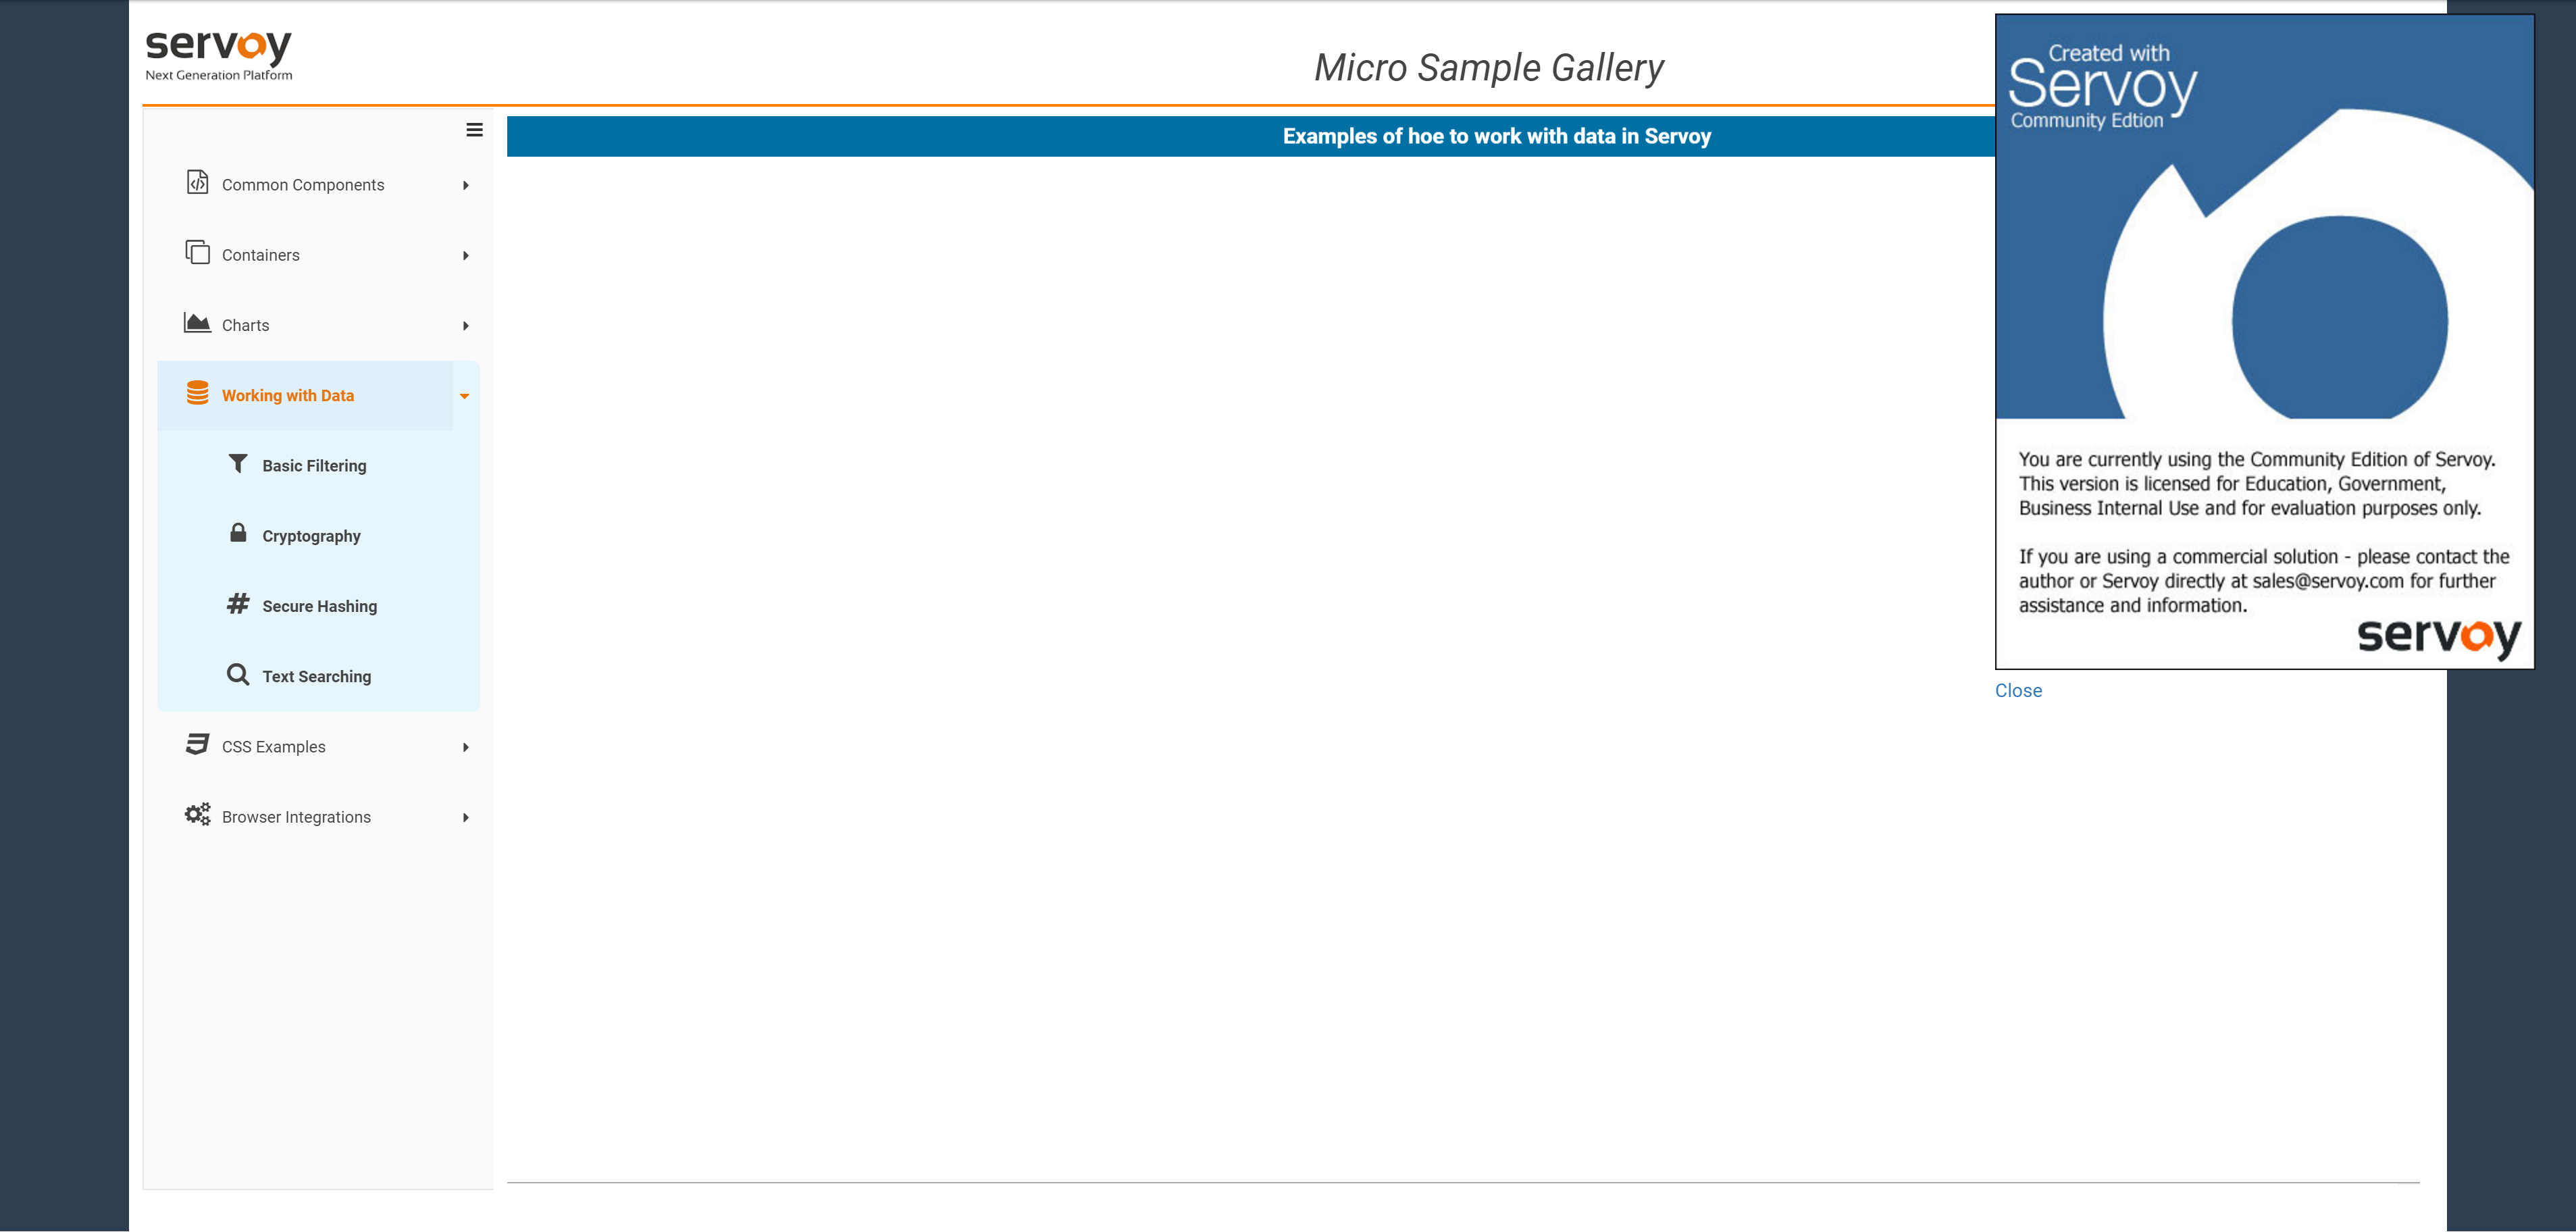 servoy
Next Generation Platform
Micro Sample Gallery
Examples of hoe to work with data in Servoy
Common Components
Containers
Charts
Working with Data
Basic Filtering
Cryptography
Secure Hashing
Text Searching
CSS Examples
Browser Integrations
Created with
Servoy
Community Edtion
You are currently using the Community Edition of Servoy.
This version is licensed for Education, Government,
Business Internal Use and for evaluation purposes only.
If you are using a commercial solution - please contact the
author or Servoy directly at sales@servoy.com for further
assistance and information.
servoy
Close